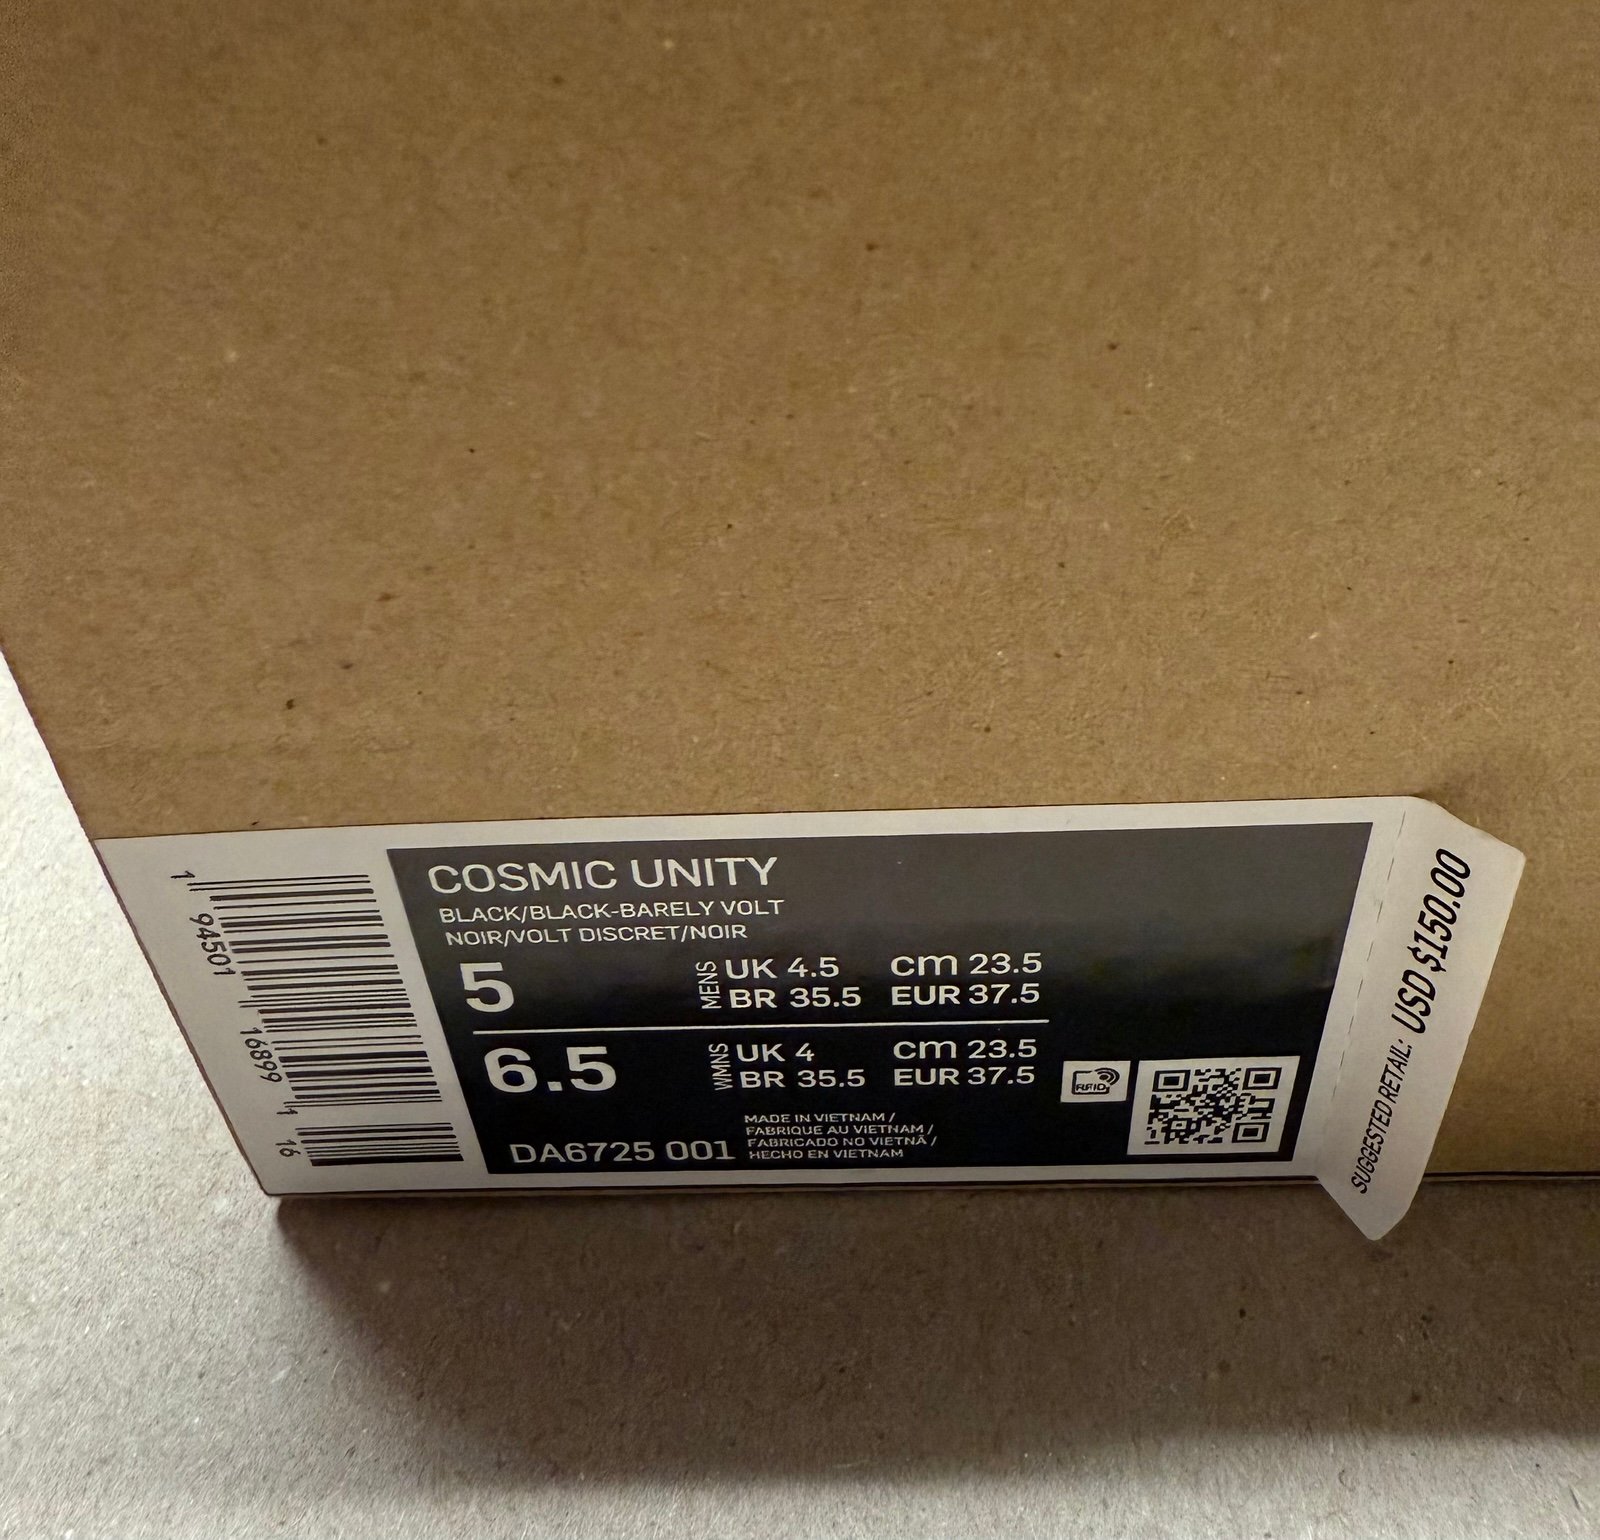 COSMIC UNITY
BLACK/BLACK-BARELY VOLT
NOIR/VOLT DISCRET/NOIR
5
MENS
UK 4.5 cm 23.5
BR 35.5 EUR 37.5
6.5
WMNS
UK 4 cm 23.5
BR 35.5 EUR 37.5
DA6725 001
MADE IN VIETNAM /
FABRIQUE AU VIETNAM /
FABRICADO NO VIETNÃ /
HECHO EN VIETNAM
RFID
1 94501 16899 1 16
SUGGESTED RETAIL: USD $150.00